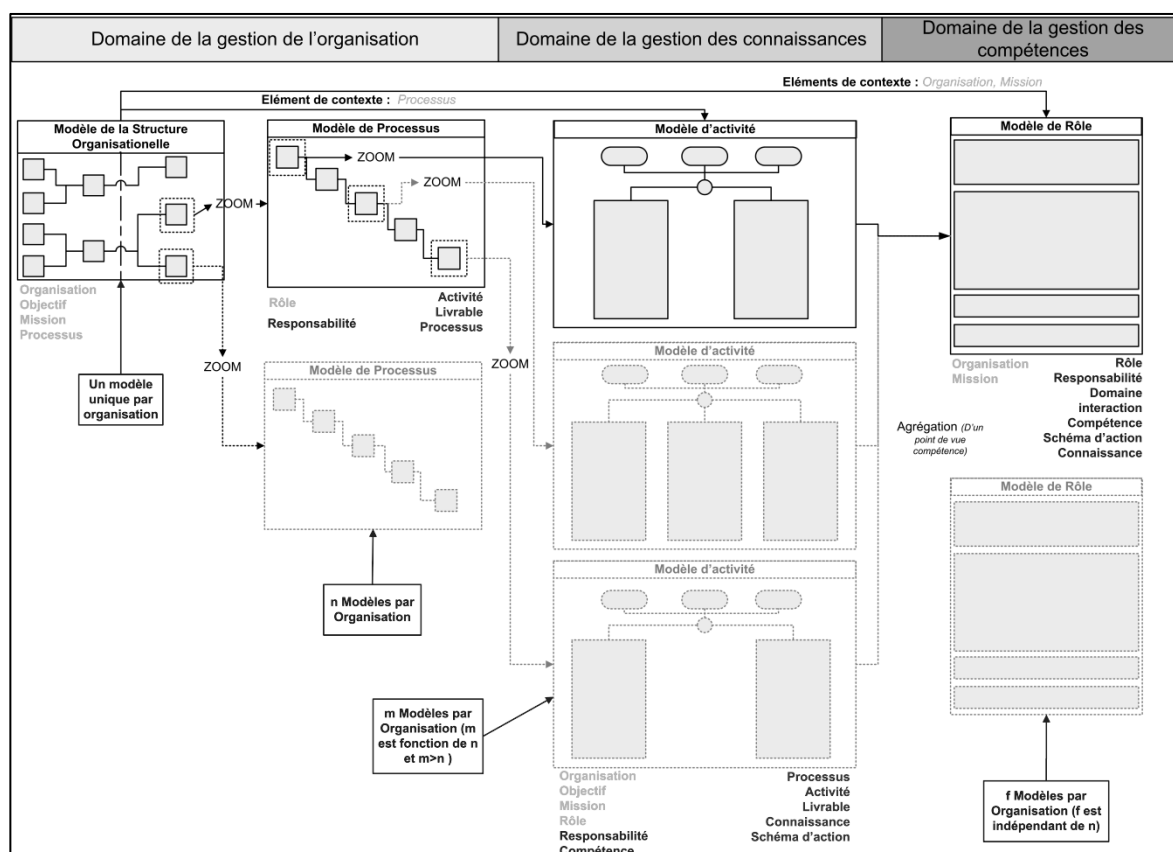 Domaine de la gestion de l'organisation
Domaine de la gestion des connaissances
Domaine de la gestion des
compétences
Eléments de contexte : Organisation, Mission
Elément de contexte : Processus
Modèle de la Structure
Organisationelle
ZOOM
Organisation
Objectif
Mission
Processus
ZOOM
Un modèle
unique par
organisation
Modèle de Processus
ZOOM
ZOOM
Rôle
Responsabilité
Activité
Livrable
Processus
ZOOM
Modèle de Processus
n Modèles par
Organisation
Modèle d'activité
Modèle d'activité
Modèle d'activité
m Modèles par
Organisation (m
est fonction de n
et m>n )
Organisation
Objectif
Mission
Rôle
Responsabilité
Compétence
Processus
Activité
Livrable
Connaissance
Schéma d'action
Agrégation (D'un
point de vue
compétence)
Modèle de Rôle
Organisation
Mission
Rôle
Responsabilité
Domaine
interaction
Compétence
Schéma d'action
Connaissance
Modèle de Rôle
f Modèles par
Organisation (f est
indépendant de n)